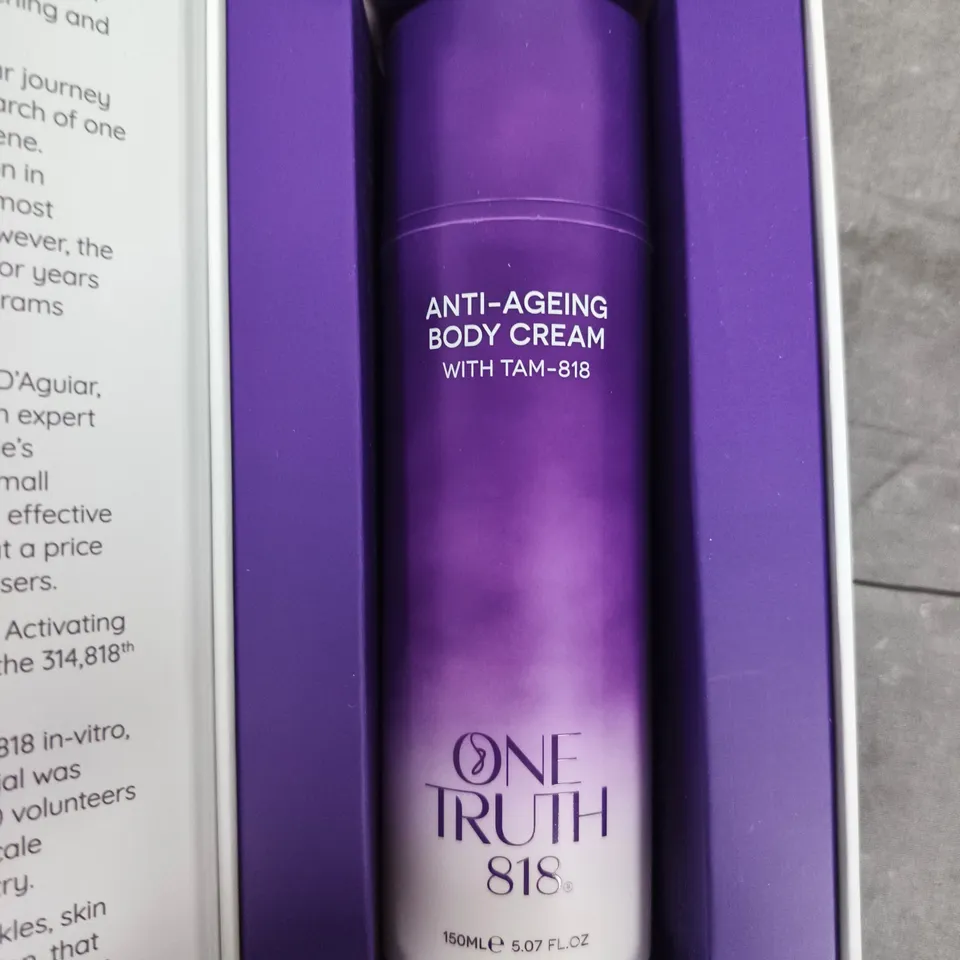 ning and
r journey
arch of one
ene.
n in
most
wever, the
or years
rams
D'Aguiar,
n expert
e's
mall
effective
t a price
sers.
Activating
the 314,818th
818 in-vitro,
ial was
) volunteers
cale
ry.
kles, skin
that
ANTI-AGEING
BODY CREAM
WITH TAM-818
ONE
TRUTH
818®
150ML℮ 5.07 FL.OZ